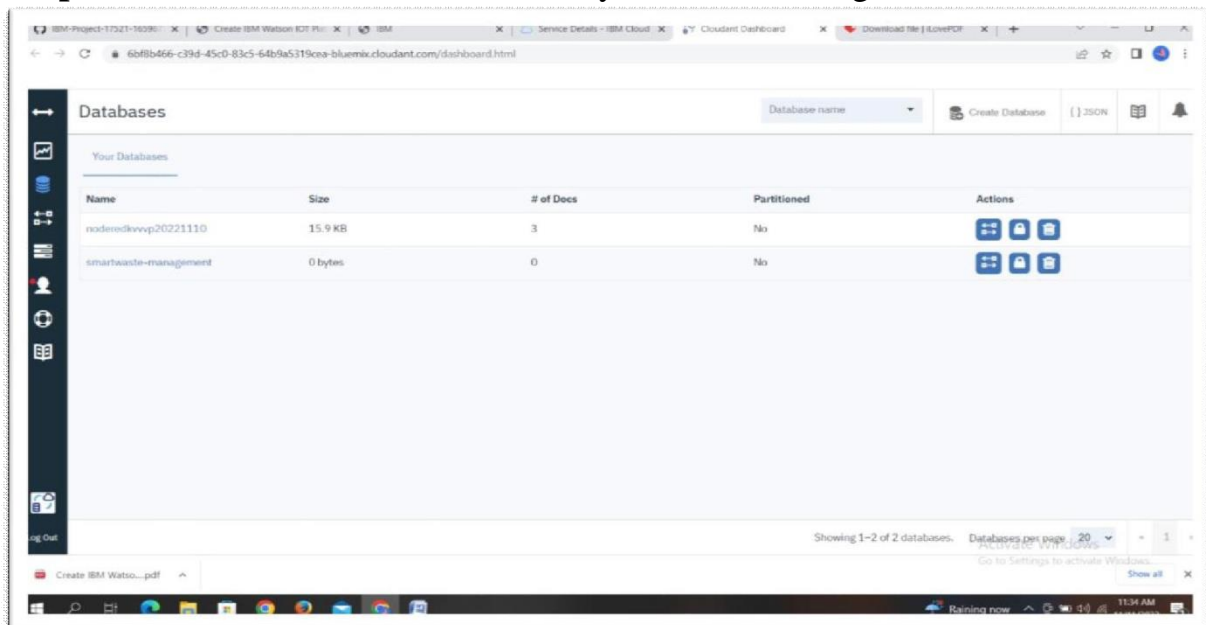 IBM-Project-17521-16596
Create IBM Watson IOT Pla
IBM
Service Details - IBM Cloud
Cloudant Dashboard
Download file | iLovePDF
6bf8b466-c39d-45c0-83c5-64b9a5319cea-bluemix.cloudant.com/dashboard.html
Databases
Database name
Create Database
{ } JSON
Your Databases
Name Size # of Docs Partitioned Actions
noderedkvvvp20221110 15.9 KB 3 No
smartwaste-management 0 bytes 0 No
Log Out
Showing 1–2 of 2 databases. Databases per page 20 1
Activate Windows
Go to Settings to activate Windows.
Create IBM Watso....pdf
Show all
Raining now
11:34 AM